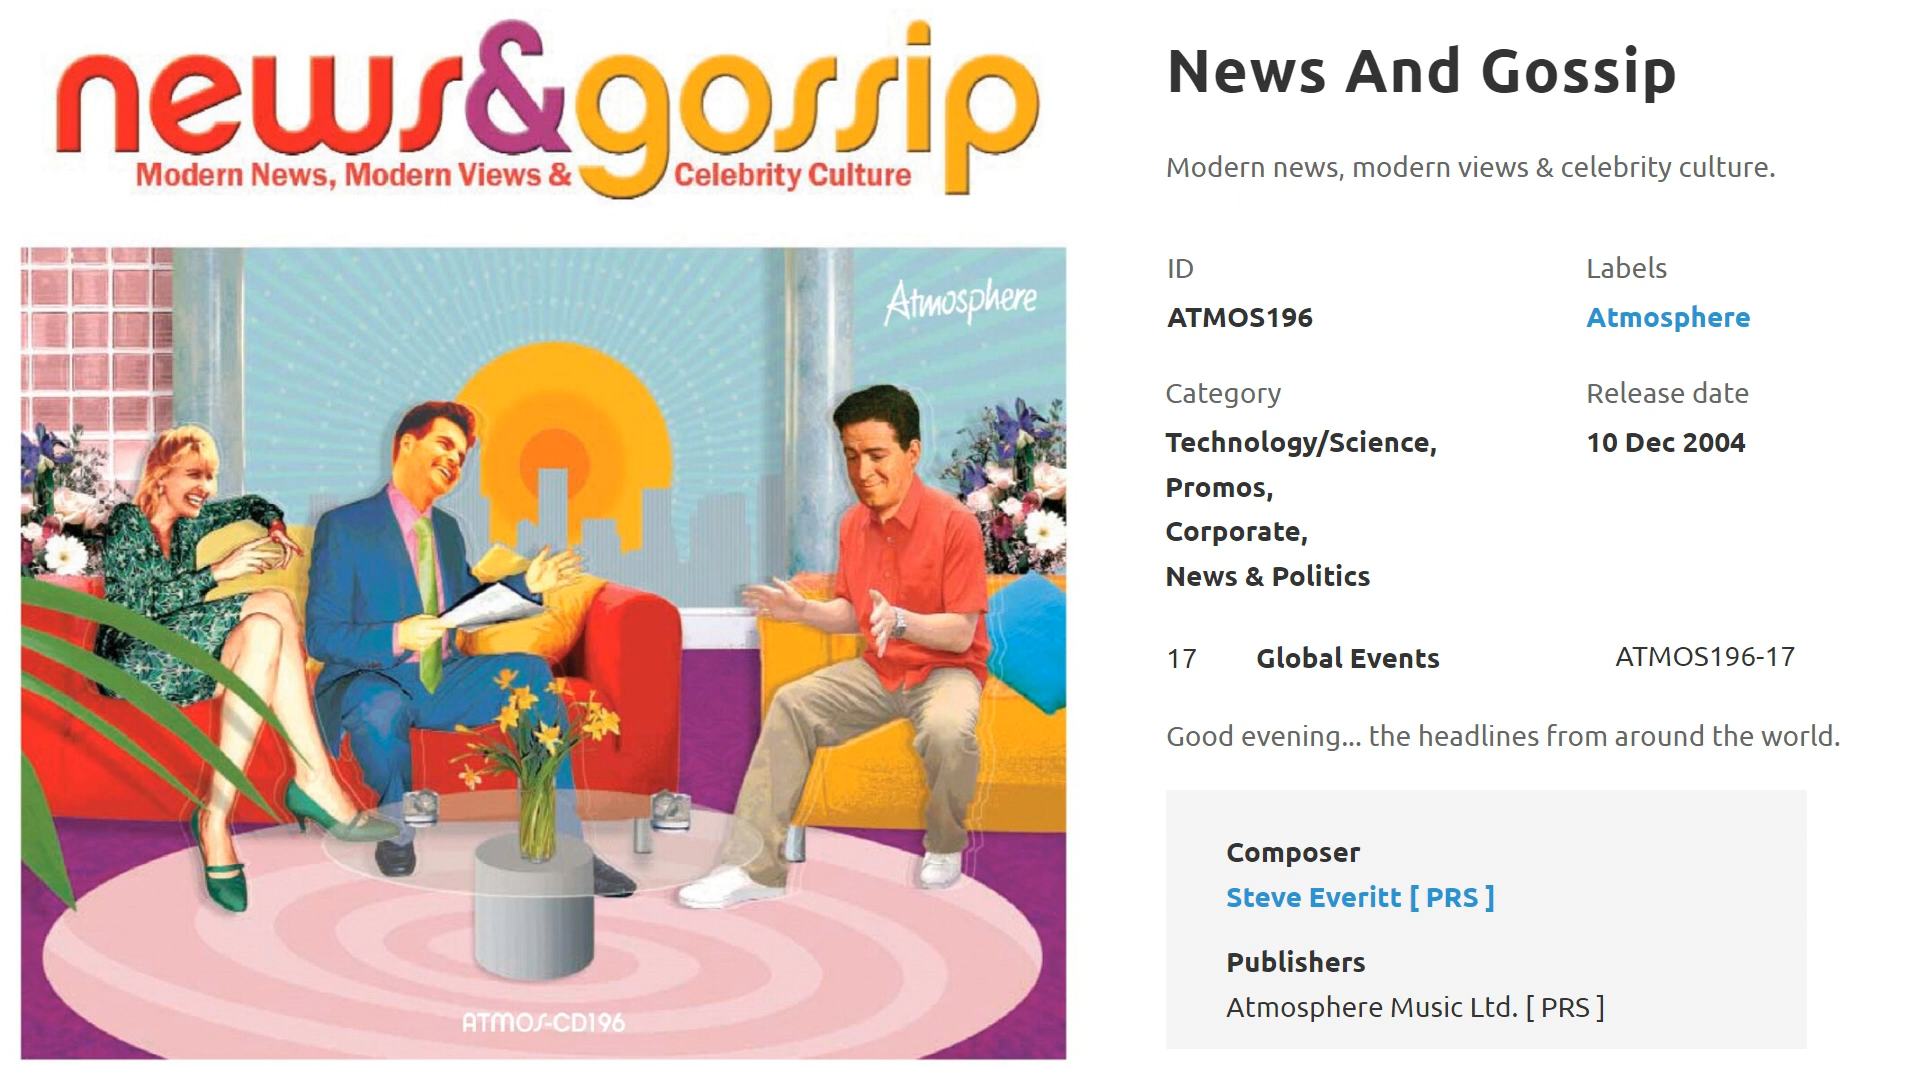 news&gossip
Modern News, Modern Views & Celebrity Culture
Atmosphere
ATMOS-CD196
News And Gossip
Modern news, modern views & celebrity culture.
ID
ATMOS196
Labels
Atmosphere
Category
Technology/Science,
Promos,
Corporate,
News & Politics
Release date
10 Dec 2004
17 Global Events ATMOS196-17
Good evening... the headlines from around the world.
Composer
Steve Everitt [ PRS ]
Publishers
Atmosphere Music Ltd. [ PRS ]